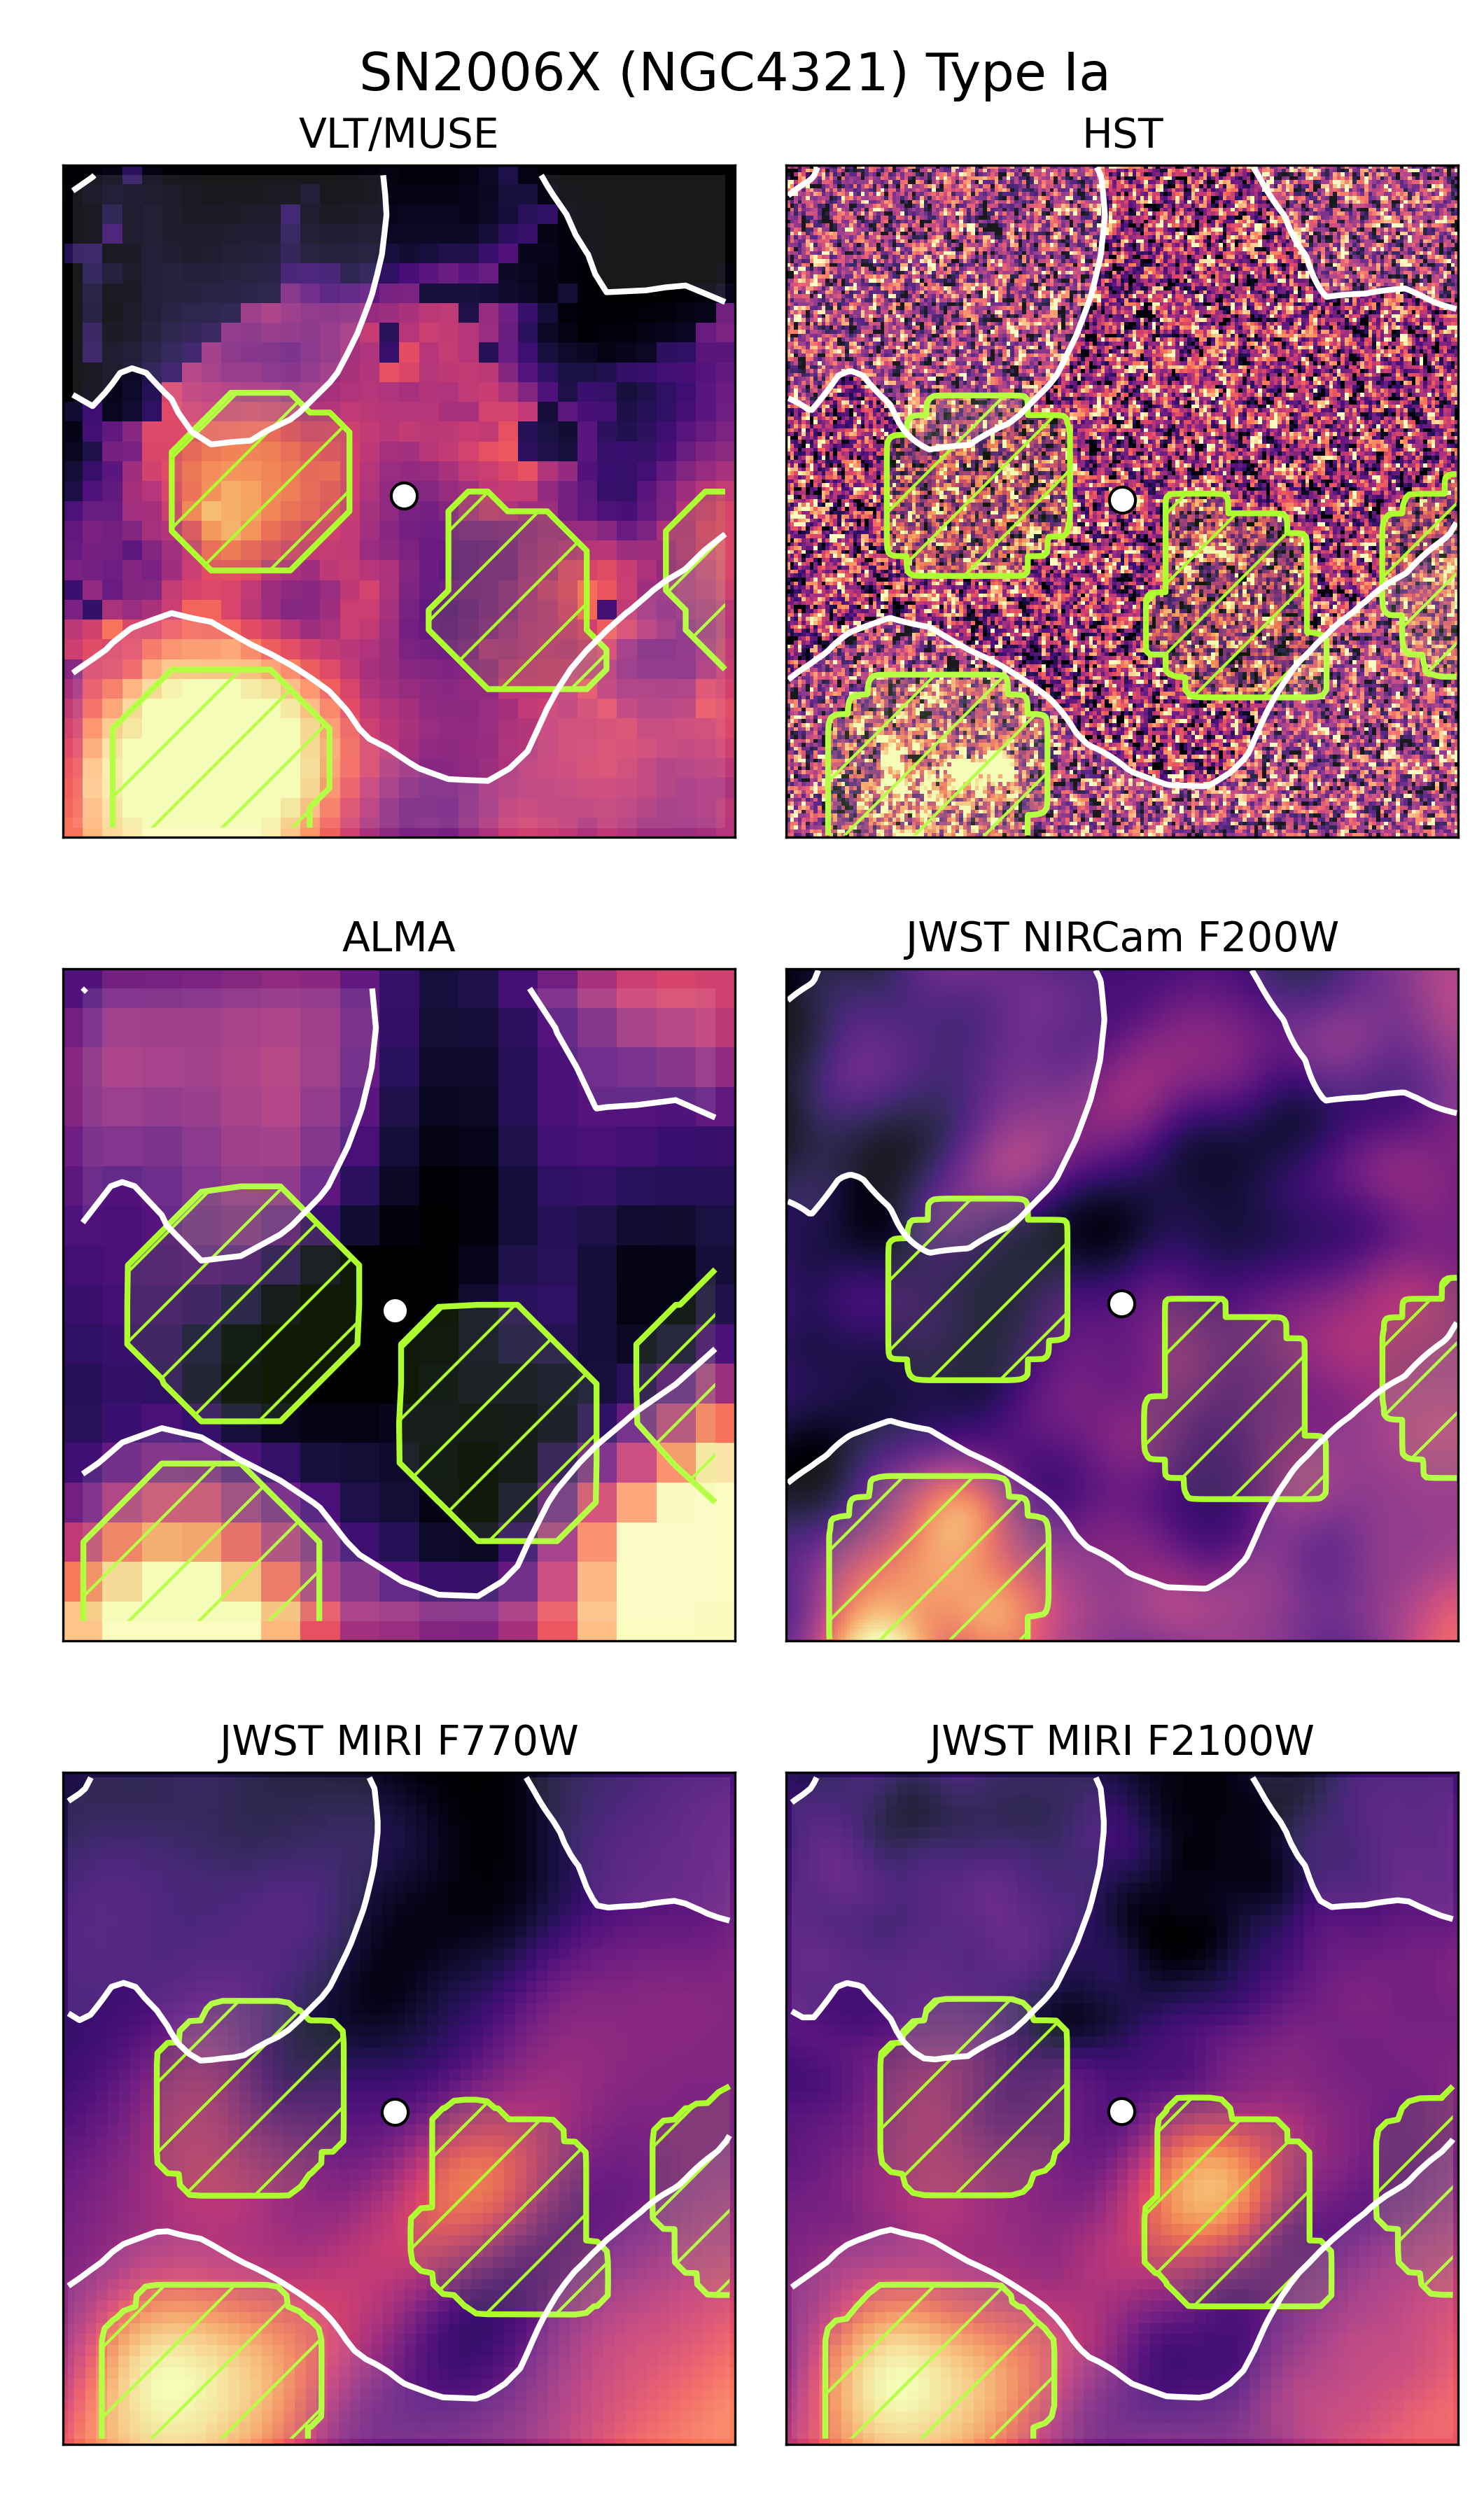 SN2006X (NGC4321) Type Ia
VLT/MUSE
HST
ALMA
JWST NIRCam F200W
JWST MIRI F770W
JWST MIRI F2100W